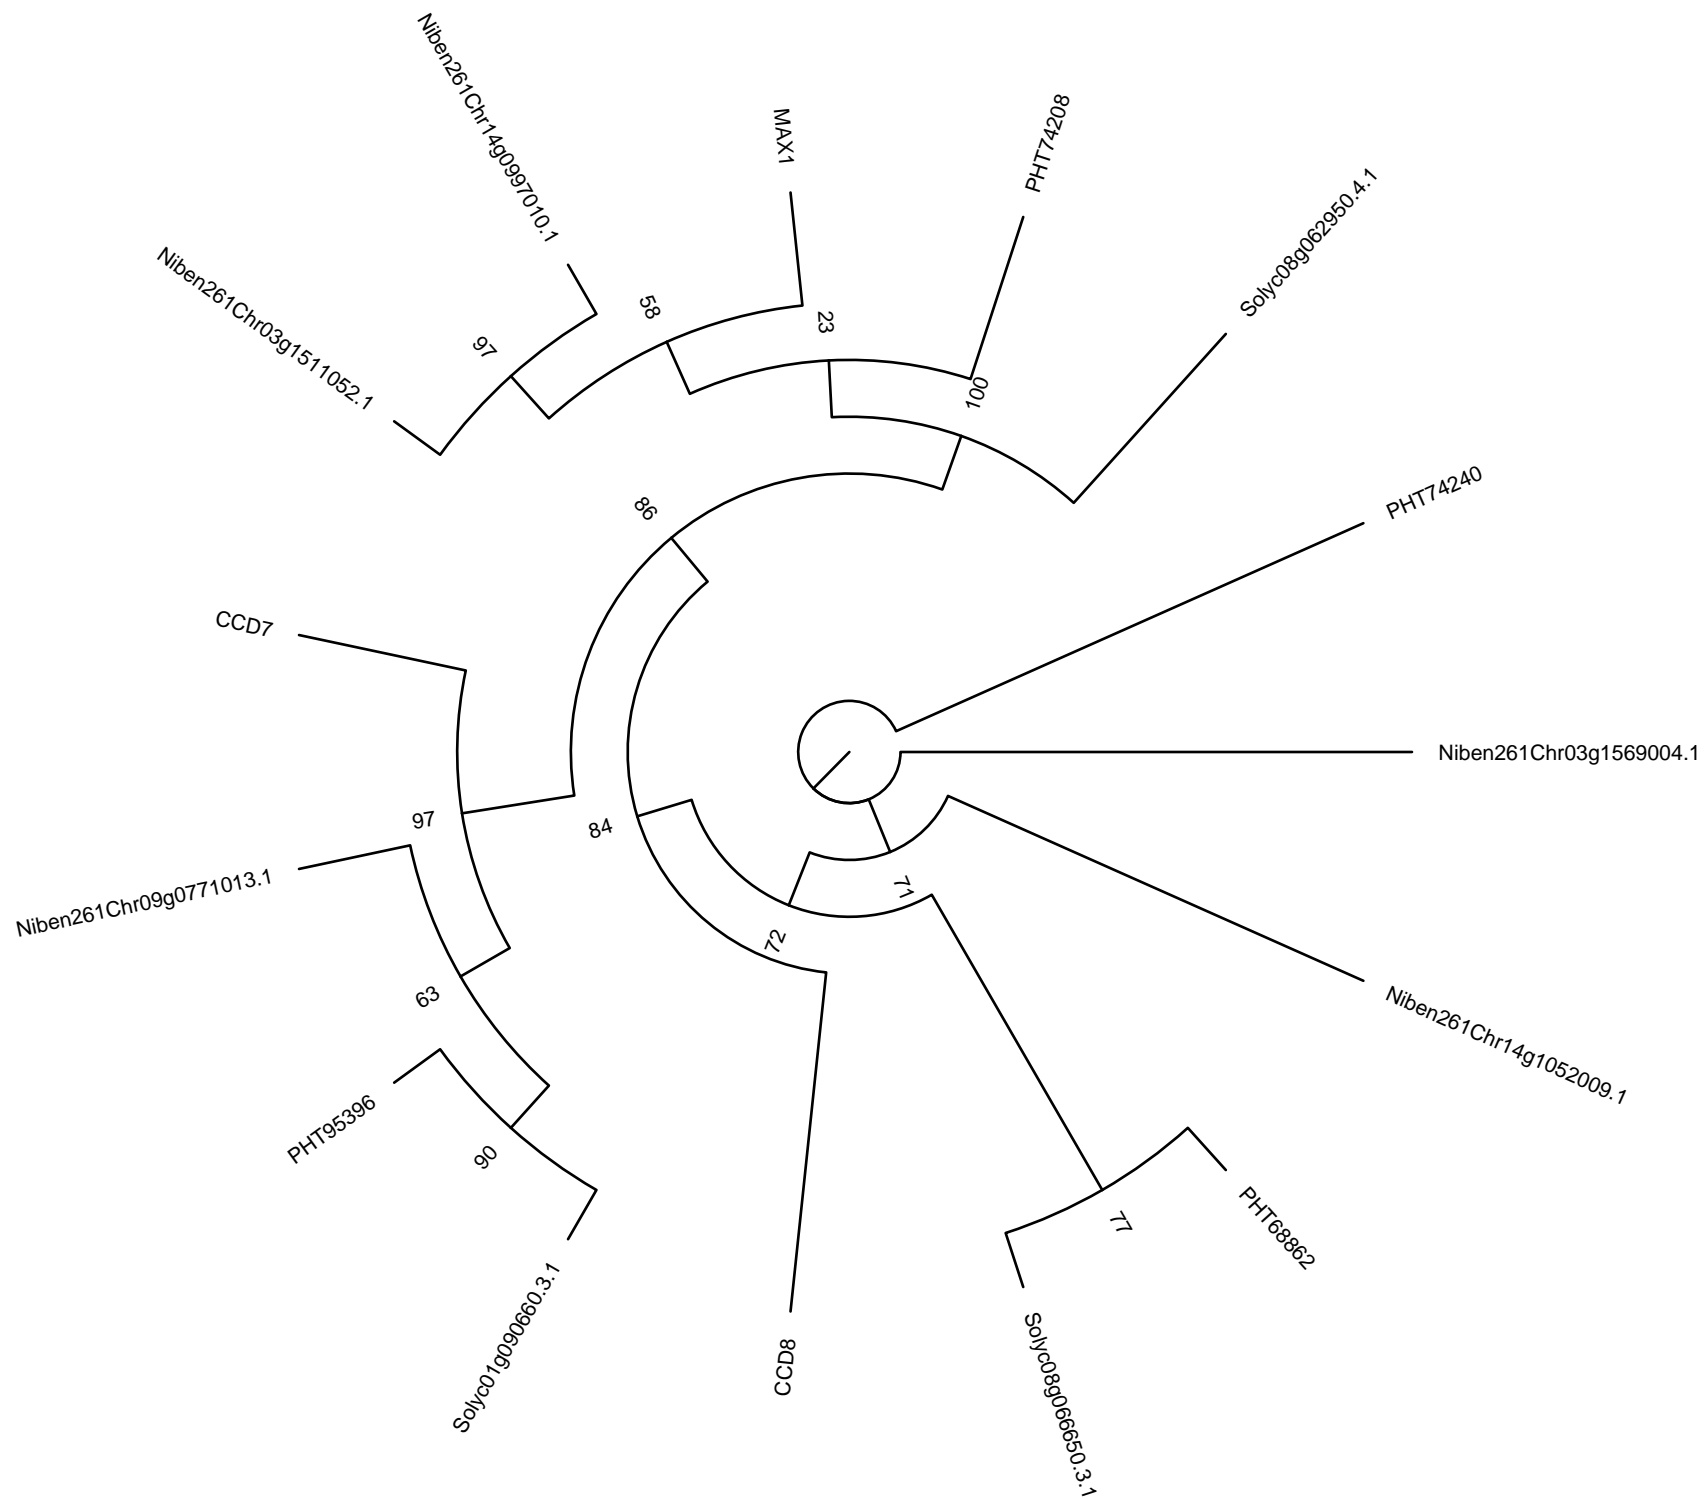 Niben261Chr14g0997010.1
MAX1
PHT74208
Solyc08g062950.4.1
Niben261Chr03g1511052.1
58
23
97
100
PHT74240
86
CCD7
Niben261Chr03g1569004.1
97
84
Niben261Chr09g0771013.1
71
72
63
Niben261Chr14g1052009.1
PHT95396
90
77
PHT68862
Solyc01g090660.3.1
CCD8
Solyc08g066650.3.1